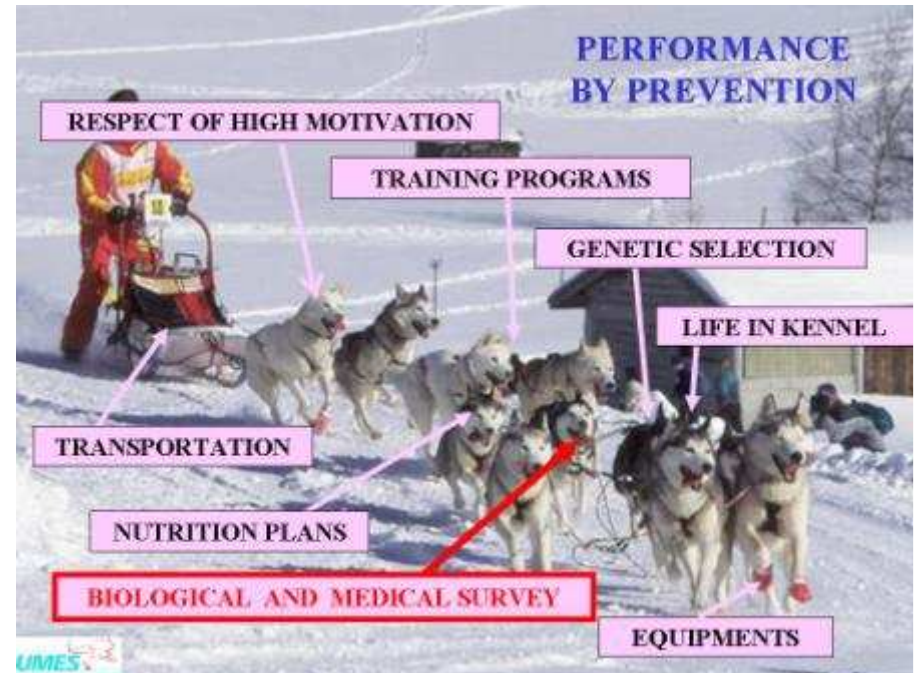 PERFORMANCE
BY PREVENTION
RESPECT OF HIGH MOTIVATION
TRAINING PROGRAMS
GENETIC SELECTION
LIFE IN KENNEL
TRANSPORTATION
NUTRITION PLANS
BIOLOGICAL AND MEDICAL SURVEY
EQUIPMENTS
UMES